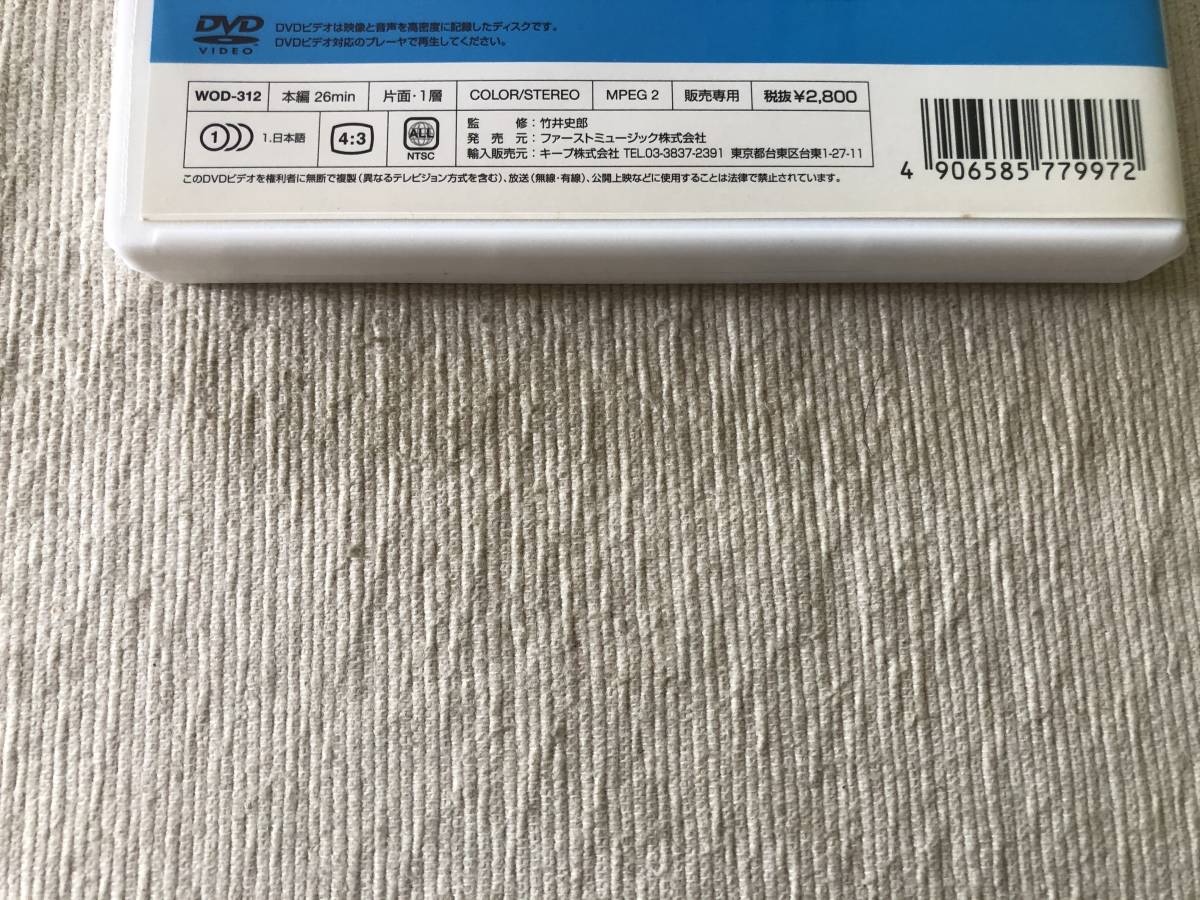 DVD
VIDEO
DVDビデオは映像と音声を高密度に記録したディスクです。
DVDビデオ対応のプレーヤで再生してください。
WOD-312 本編 26min 片面・1層 COLOR/STEREO MPEG 2 販売専用 税抜¥2,800
1 1.日本語 4:3 ALL NTSC
監 修：竹井史郎
発 売 元：ファーストミュージック株式会社
輸入販売元：キープ株式会社 TEL.03-3837-2391 東京都台東区台東1-27-11
このDVDビデオを権利者に無断で複製（異なるテレビジョン方式を含む）、放送（無線・有線）、公開上映などに使用することは法律で禁止されています。
4 906585 779972